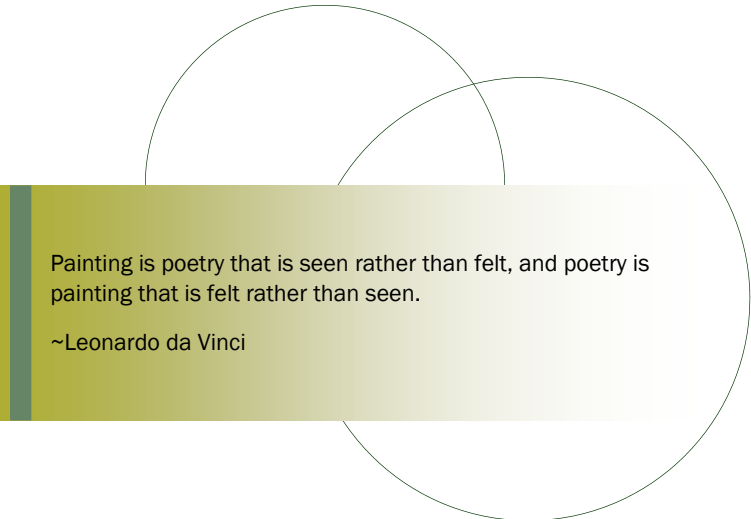 Painting is poetry that is seen rather than felt, and poetry is
painting that is felt rather than seen.
~Leonardo da Vinci